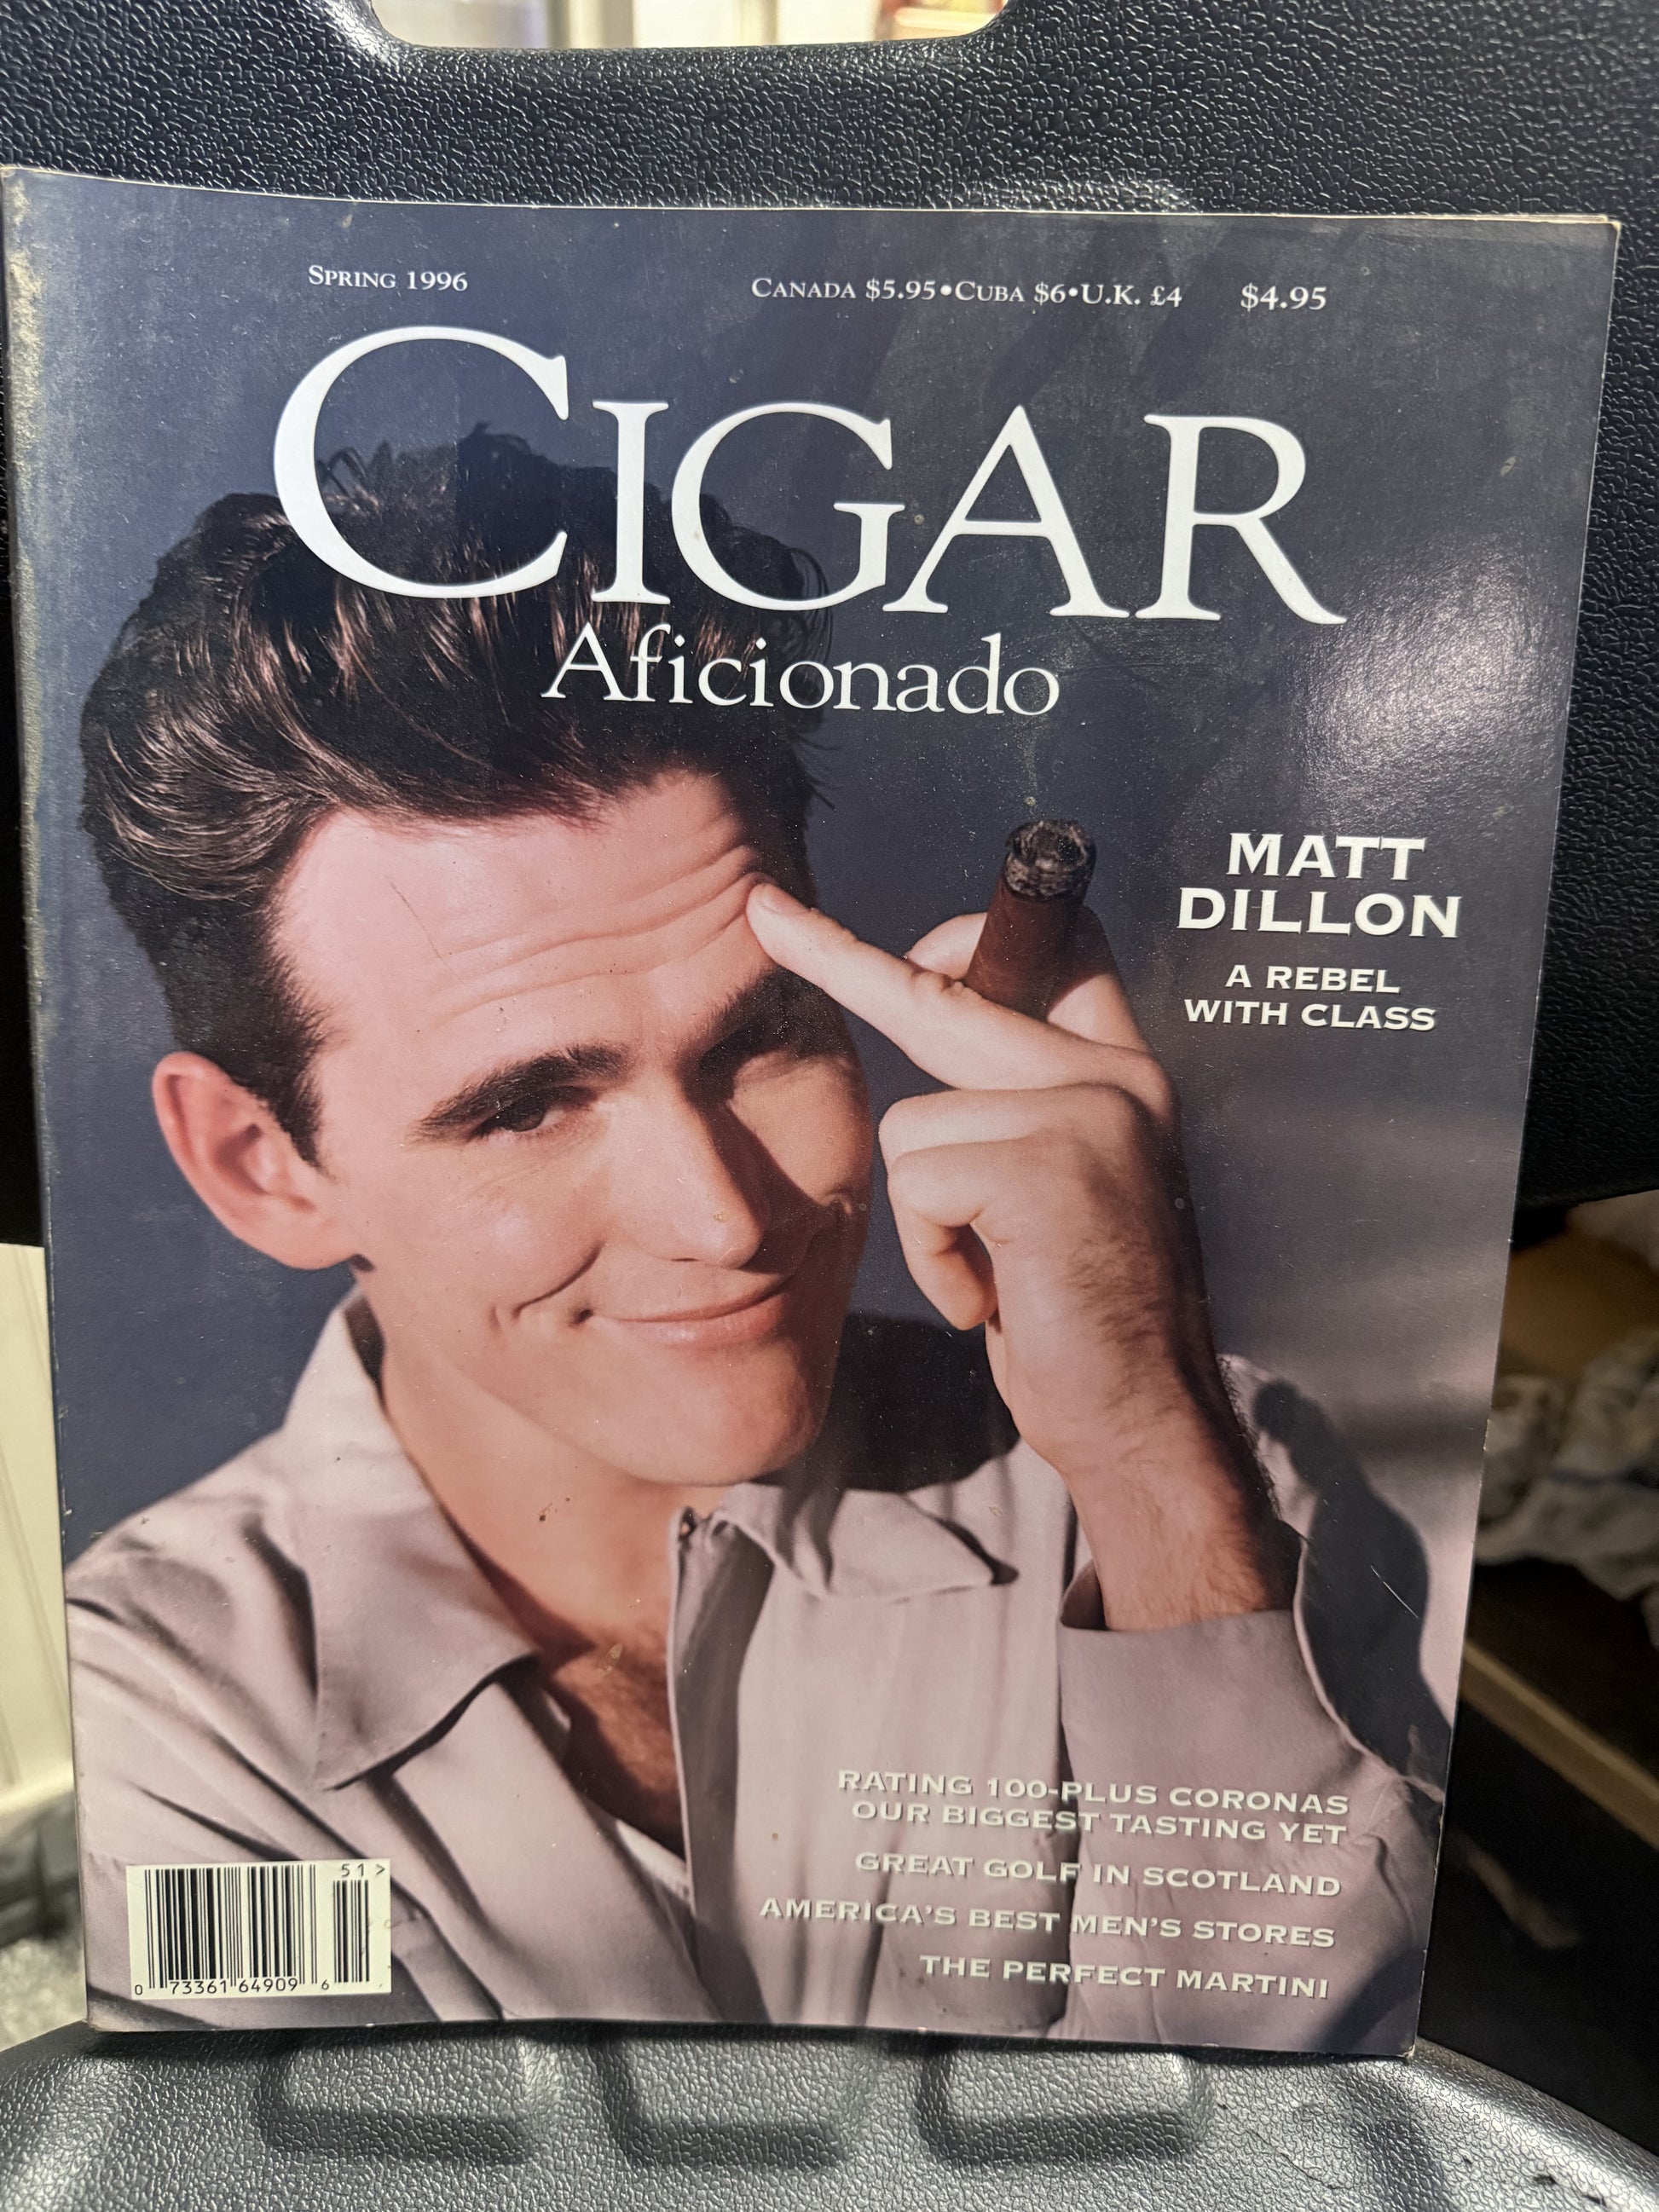 SPRING 1996
CANADA $5.95•CUBA $6•U.K. £4 $4.95
CIGAR
Aficionado
MATT
DILLON
A REBEL
WITH CLASS
RATING 100-PLUS CORONAS
OUR BIGGEST TASTING YET
GREAT GOLF IN SCOTLAND
AMERICA'S BEST MEN'S STORES
THE PERFECT MARTINI
51>
0 73361 64909 6